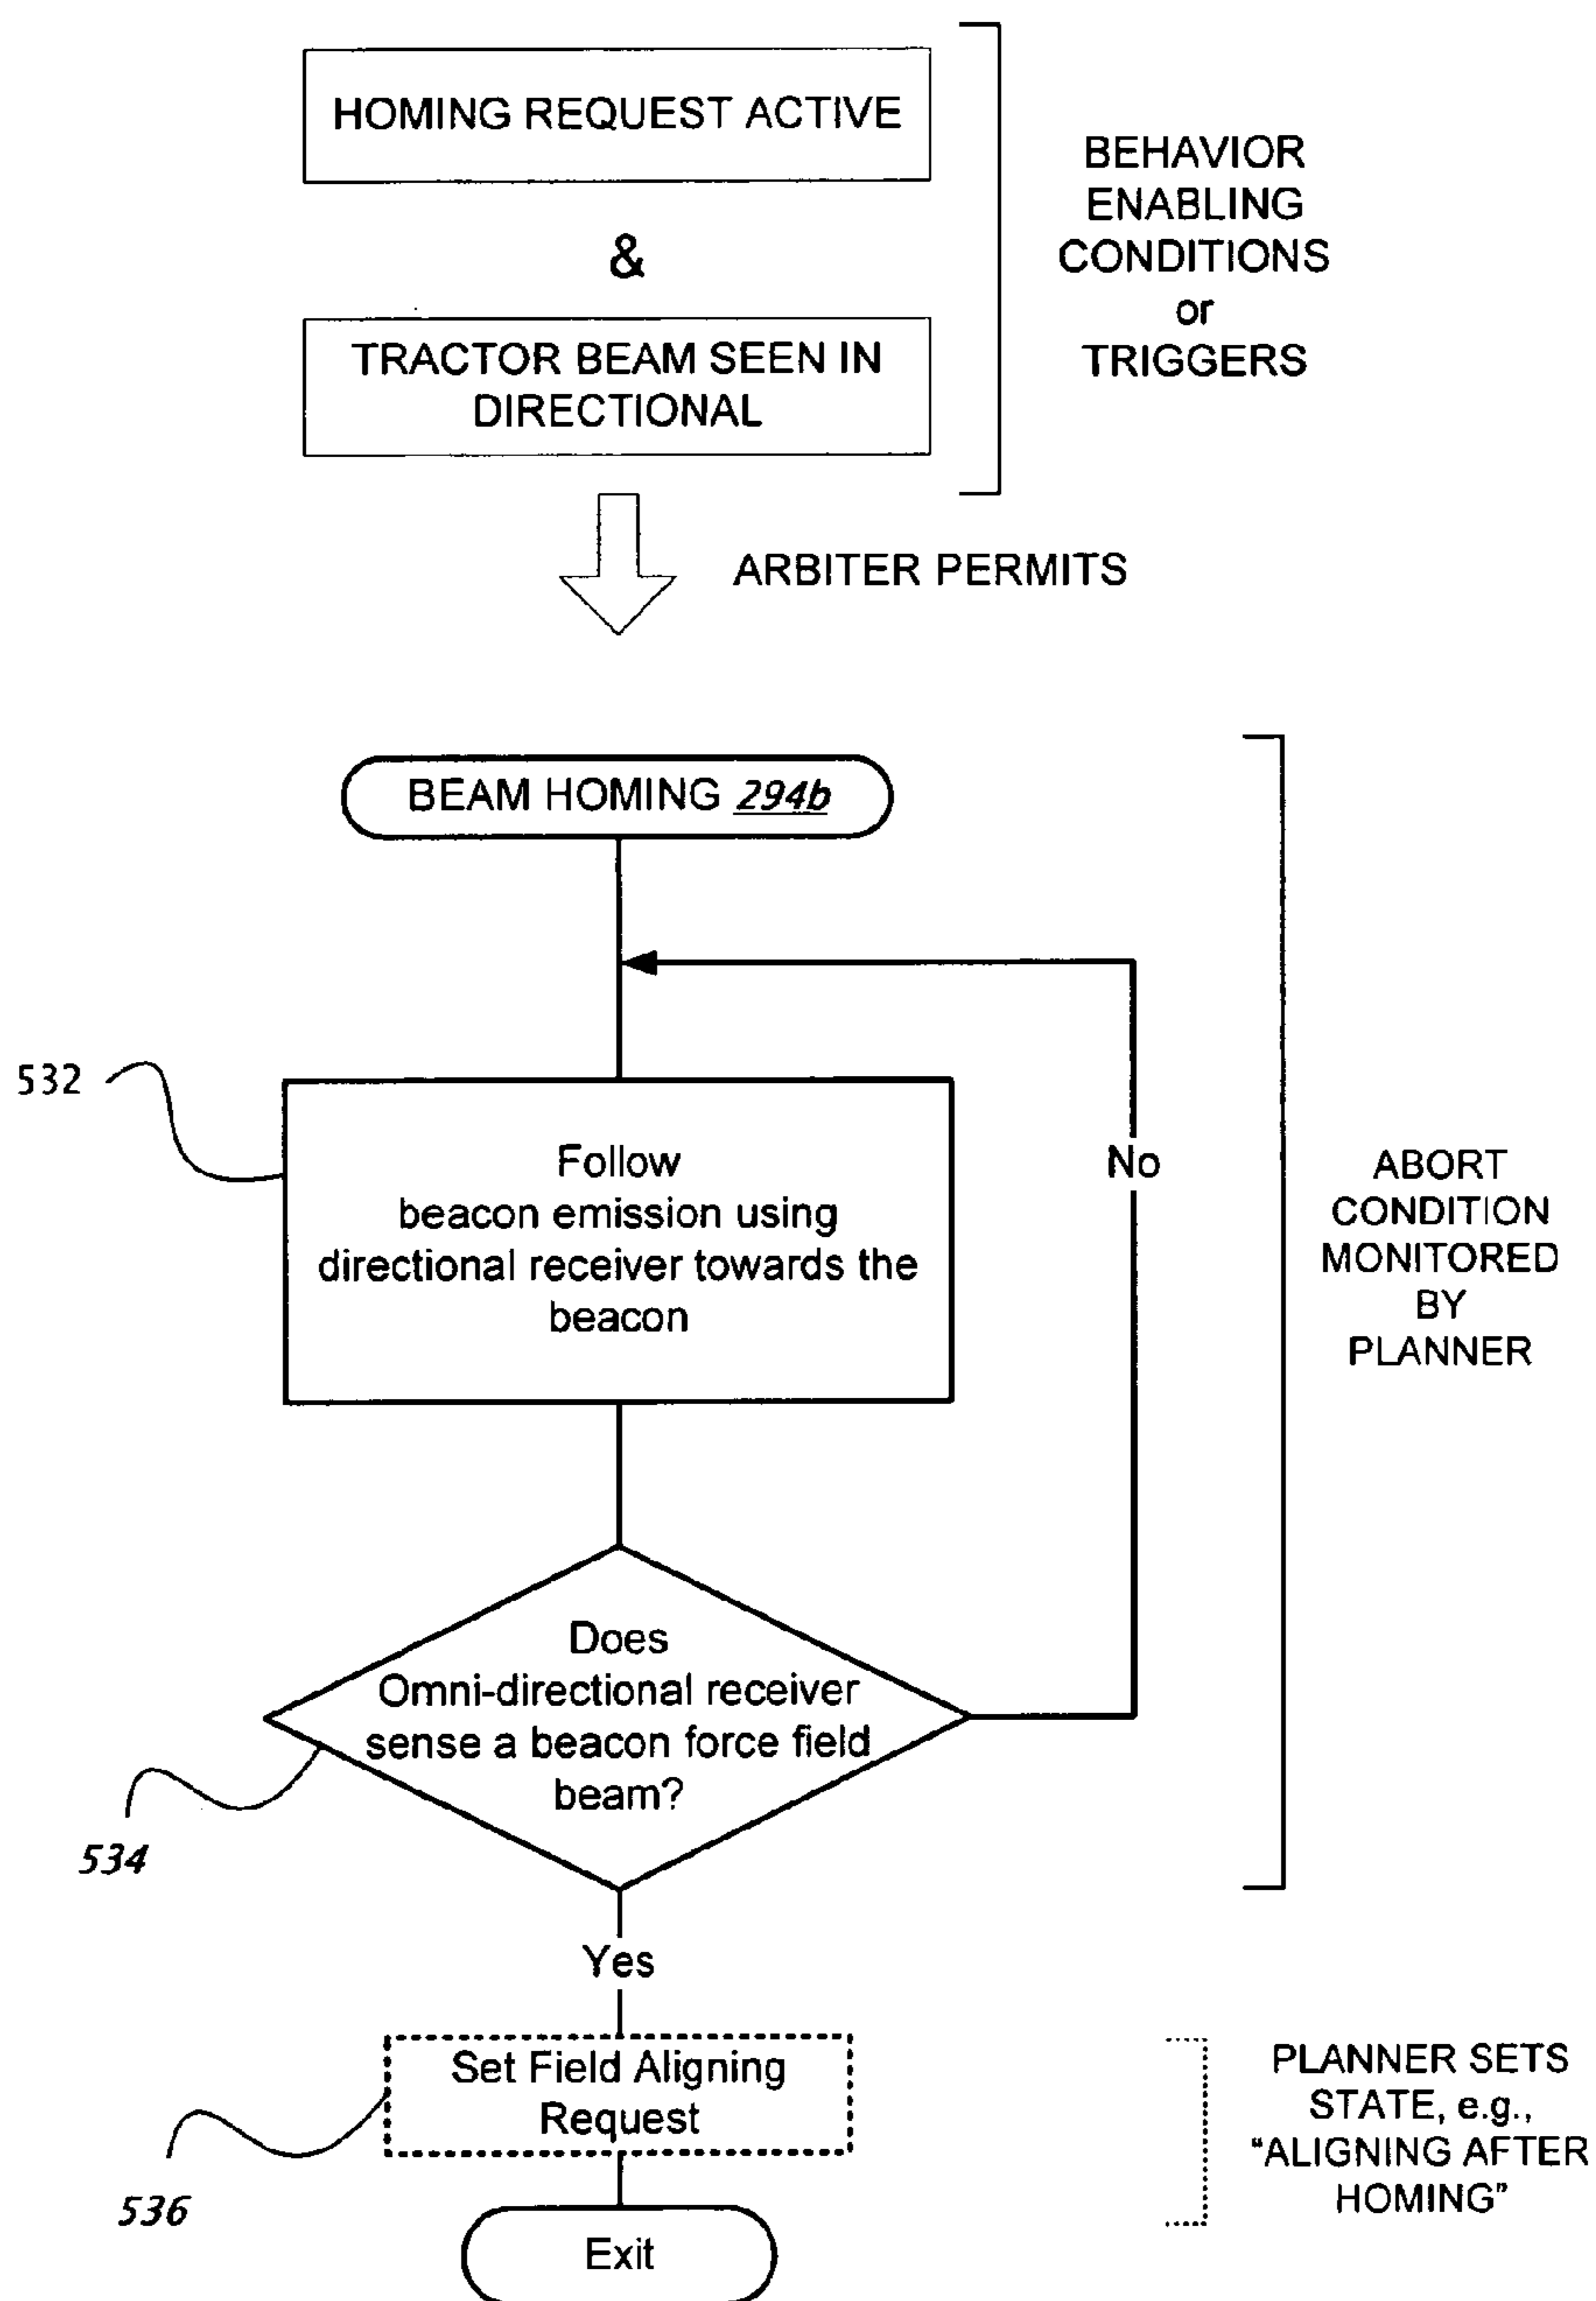 HOMING REQUEST ACTIVE
&
TRACTOR BEAM SEEN IN
DIRECTIONAL
BEHAVIOR
ENABLING
CONDITIONS
or
TRIGGERS
ARBITER PERMITS
BEAM HOMING 294b
532
Follow
beacon emission using
directional receiver towards the
beacon
No
ABORT
CONDITION
MONITORED
BY
PLANNER
Does
Omni-directional receiver
sense a beacon force field
beam?
534
Yes
Set Field Aligning
Request
536
PLANNER SETS
STATE, e.g.,
“ALIGNING AFTER
HOMING”
Exit